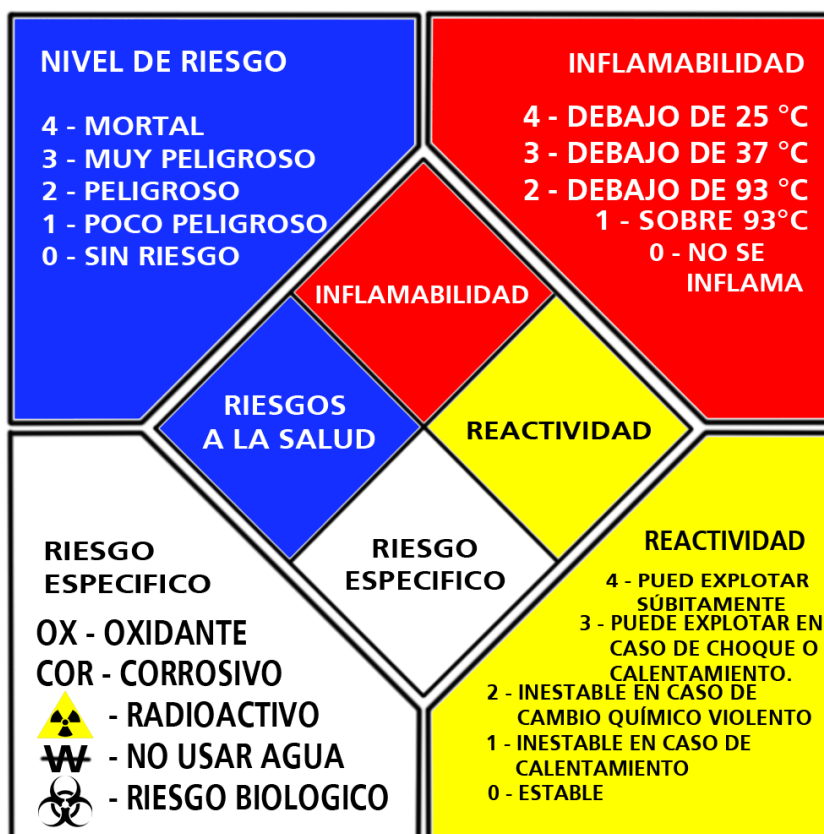 NIVEL DE RIESGO
4 - MORTAL
3 - MUY PELIGROSO
2 - PELIGROSO
1 - POCO PELIGROSO
0 - SIN RIESGO
INFLAMABILIDAD
4 - DEBAJO DE 25 °C
3 - DEBAJO DE 37 °C
2 - DEBAJO DE 93 °C
1 - SOBRE 93°C
0 - NO SE
INFLAMA
INFLAMABILIDAD
RIESGOS
A LA SALUD
REACTIVIDAD
RIESGO
ESPECIFICO
RIESGO
ESPECIFICO
OX - OXIDANTE
COR - CORROSIVO
- RADIOACTIVO
W - NO USAR AGUA
- RIESGO BIOLOGICO
REACTIVIDAD
4 - PUED EXPLOTAR
SÚBITAMENTE
3 - PUEDE EXPLOTAR EN
CASO DE CHOQUE O
CALENTAMIENTO.
2 - INESTABLE EN CASO DE
CAMBIO QUÍMICO VIOLENTO
1 - INESTABLE EN CASO DE
CALENTAMIENTO
0 - ESTABLE